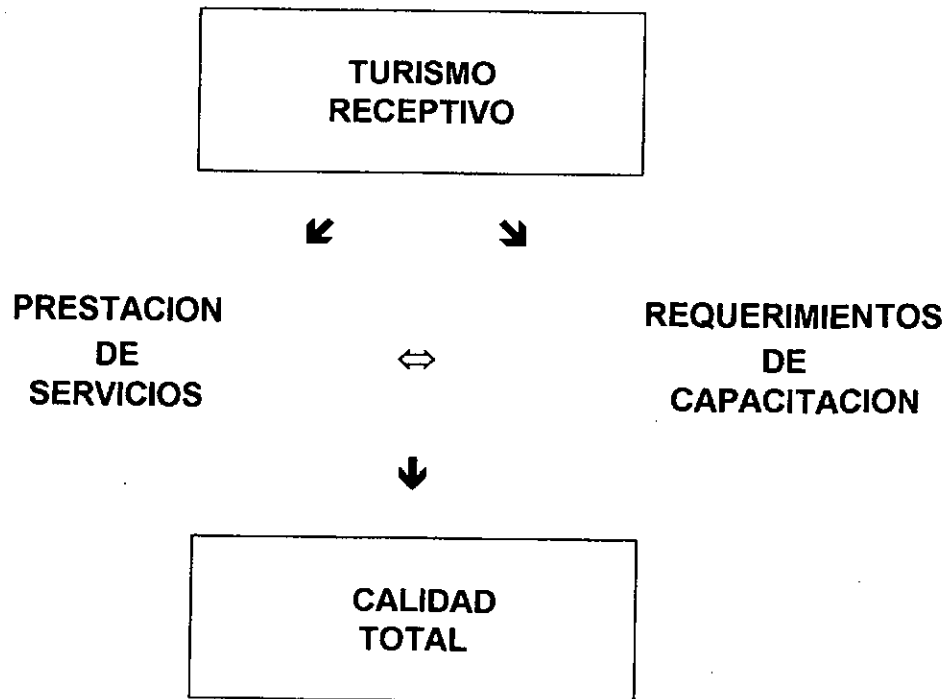 TURISMO
RECEPTIVO
PRESTACION
DE
SERVICIOS
REQUERIMIENTOS
DE
CAPACITACION
CALIDAD
TOTAL